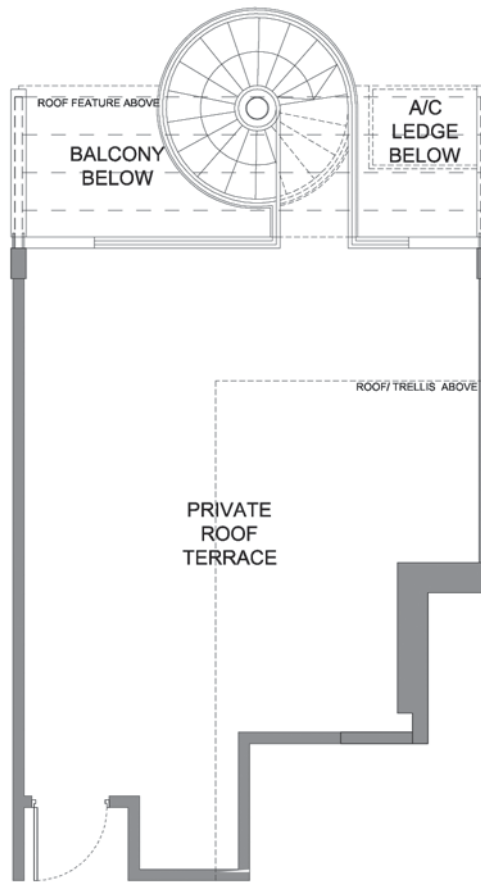 ROOF FEATURE ABOVE
BALCONY
BELOW
A/C
LEDGE
BELOW
ROOF/ TRELLIS ABOVE
PRIVATE
ROOF
TERRACE